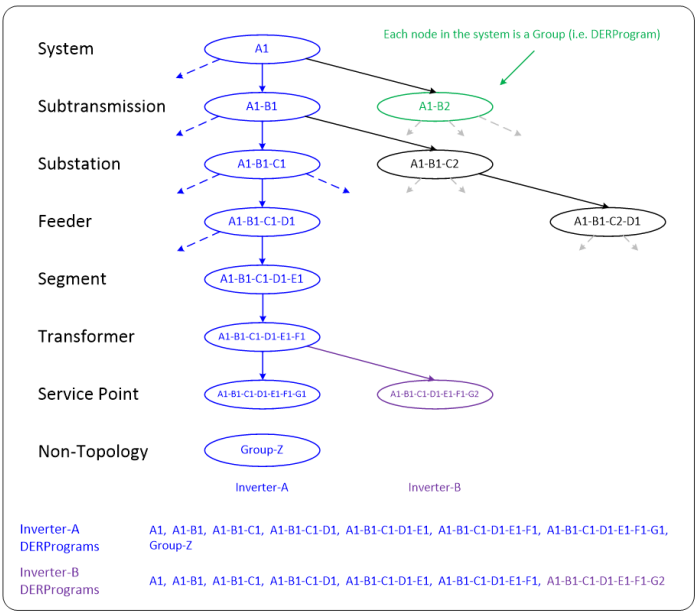 Each node in the system is a Group (i.e. DERProgram)
System A1
Subtransmission A1-B1 A1-B2
Substation A1-B1-C1 A1-B1-C2
Feeder A1-B1-C1-D1 A1-B1-C2-D1
Segment A1-B1-C1-D1-E1
Transformer A1-B1-C1-D1-E1-F1
Service Point A1-B1-C1-D1-E1-F1-G1 A1-B1-C1-D1-E1-F1-G2
Non-Topology Group-Z
Inverter-A Inverter-B
Inverter-A A1, A1-B1, A1-B1-C1, A1-B1-C1-D1, A1-B1-C1-D1-E1, A1-B1-C1-D1-E1-F1, A1-B1-C1-D1-E1-F1-G1,
DERPrograms Group-Z
Inverter-B A1, A1-B1, A1-B1-C1, A1-B1-C1-D1, A1-B1-C1-D1-E1, A1-B1-C1-D1-E1-F1, A1-B1-C1-D1-E1-F1-G2
DERPrograms